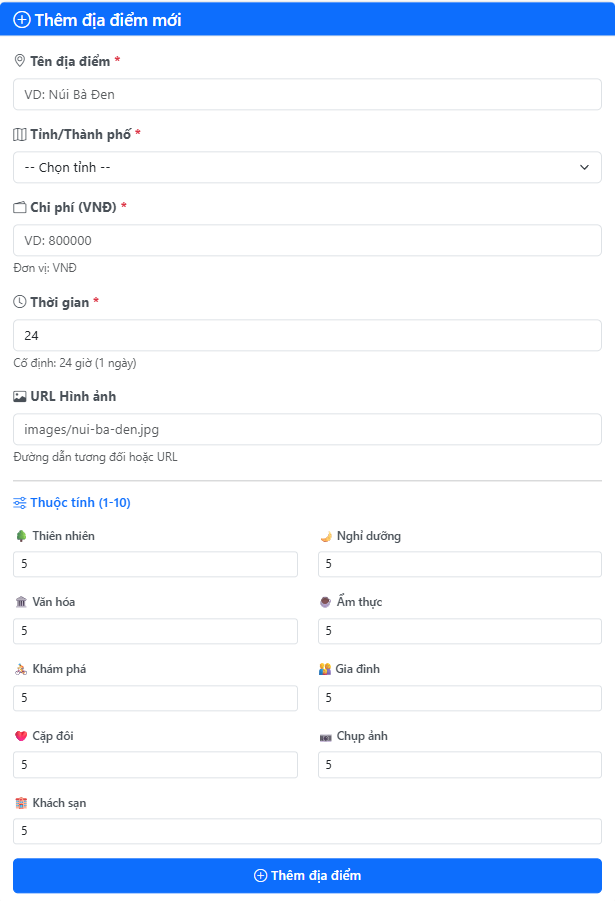 Thêm địa điểm mới
Tên địa điểm *
VD: Núi Bà Đen
Tỉnh/Thành phố *
-- Chọn tỉnh --
Chi phí (VNĐ) *
VD: 800000
Đơn vị: VNĐ
Thời gian *
24
Cố định: 24 giờ (1 ngày)
URL Hình ảnh
images/nui-ba-den.jpg
Đường dẫn tương đối hoặc URL
Thuộc tính (1-10)
Thiên nhiên
5
Nghỉ dưỡng
5
Văn hóa
5
Ẩm thực
5
Khám phá
5
Gia đình
5
Cặp đôi
5
Chụp ảnh
5
Khách sạn
5
Thêm địa điểm